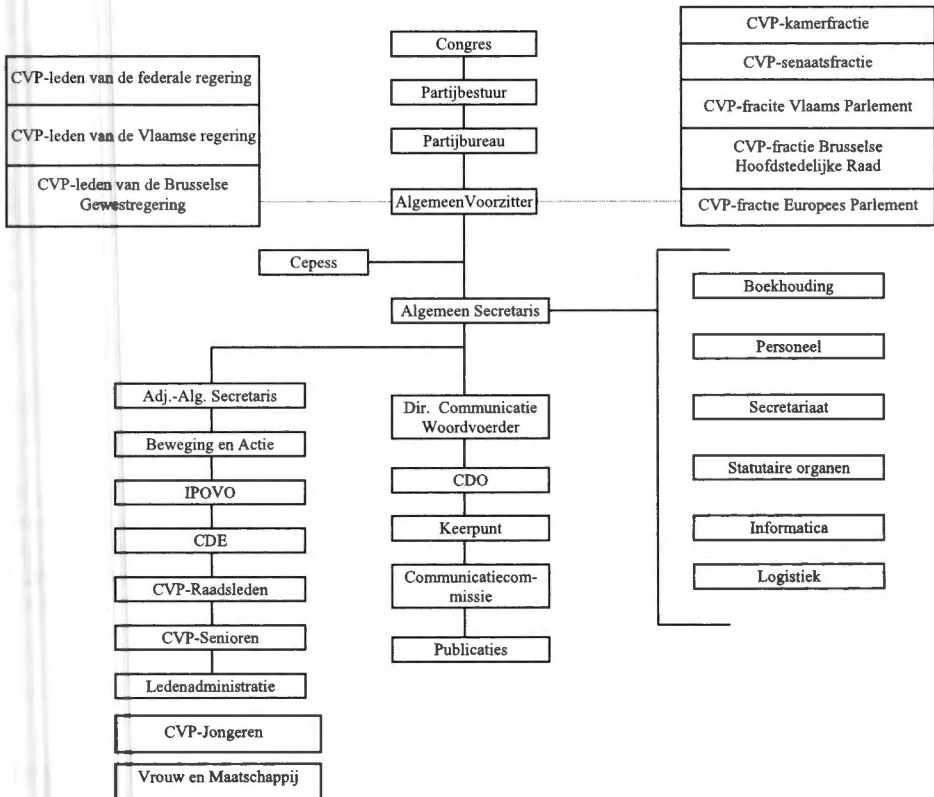 Congres
Partijbestuur
Partijbureau
AlgemeenVoorzitter
CVP-leden van de federale regering
CVP-leden van de Vlaamse regering
CVP-leden van de Brusselse
Gewestregering
CVP-kamerfractie
CVP-senaatsfractie
CVP-fracite Vlaams Parlement
CVP-fractie Brusselse
Hoofdstedelijke Raad
CVP-fractie Europees Parlement
Cepess
Algemeen Secretaris
Boekhouding
Personeel
Secretariaat
Statutaire organen
Informatica
Logistiek
Adj.-Alg. Secretaris
Beweging en Actie
IPOVO
CDE
CVP-Raadsleden
CVP-Senioren
Ledenadministratie
CVP-Jongeren
Vrouw en Maatschappij
Dir. Communicatie
Woordvoerder
CDO
Keerpunt
Communicatiecom-
missie
Publicaties